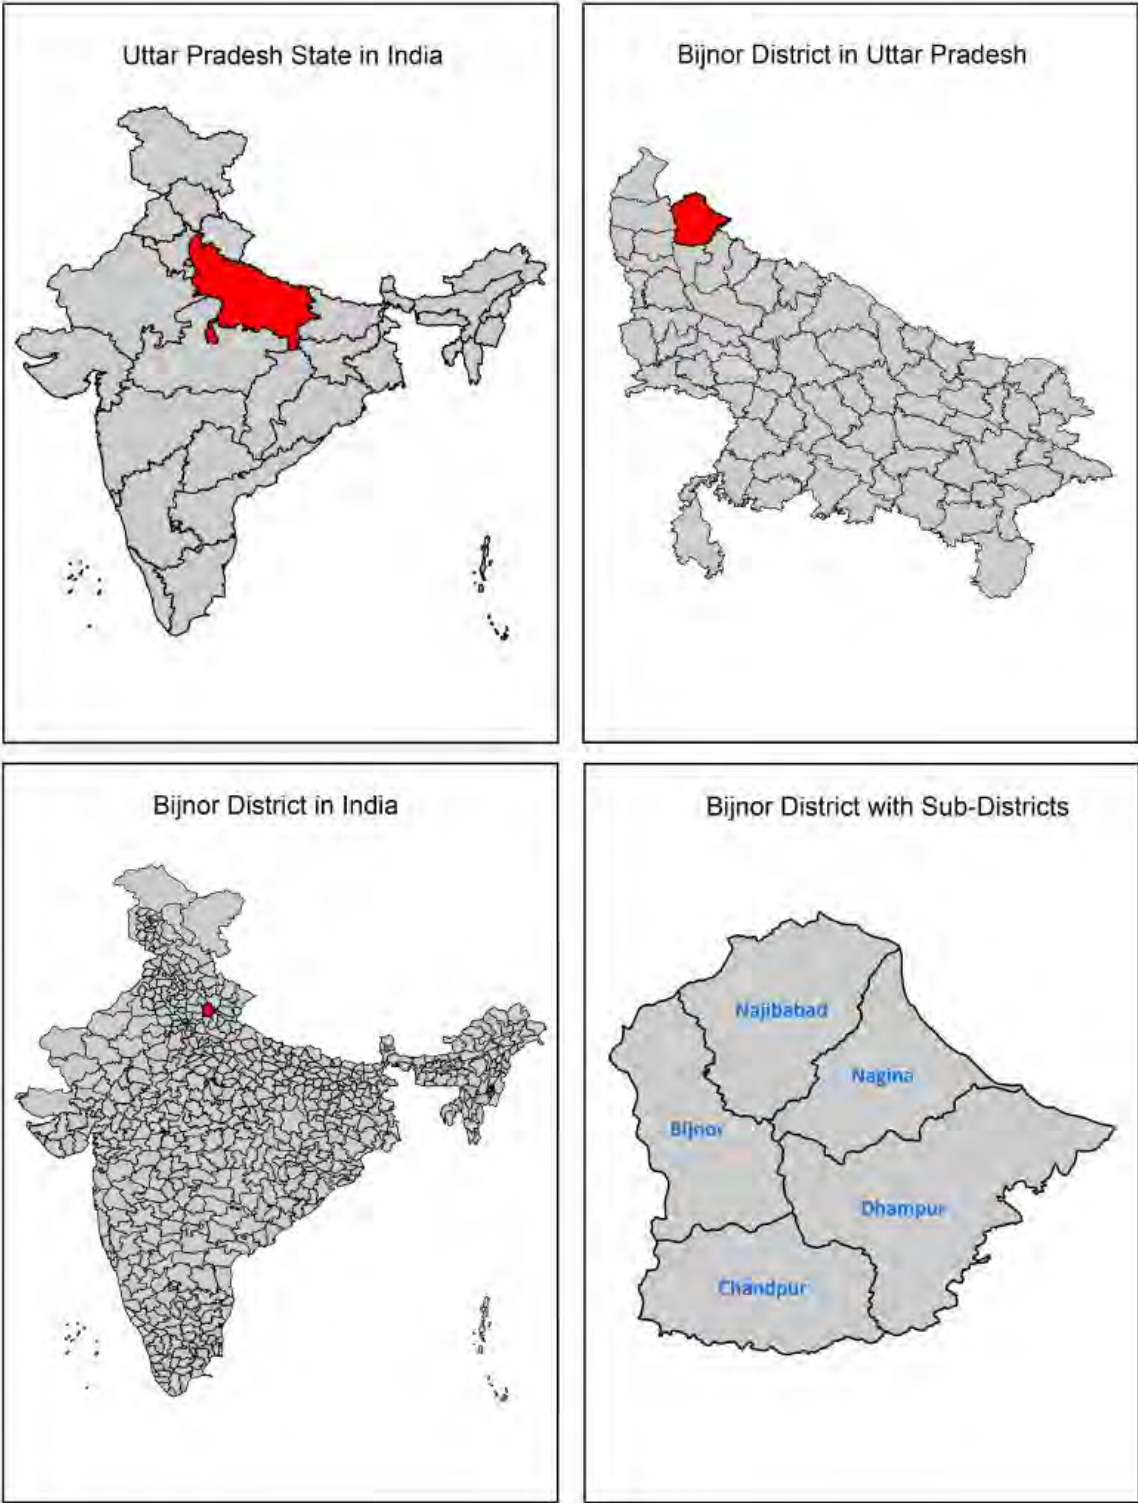 Uttar Pradesh State in India
Bijnor District in Uttar Pradesh
Bijnor District in India
Bijnor District with Sub-Districts
Najibabad
Nagina
Bijnor
Dhampur
Chandpur